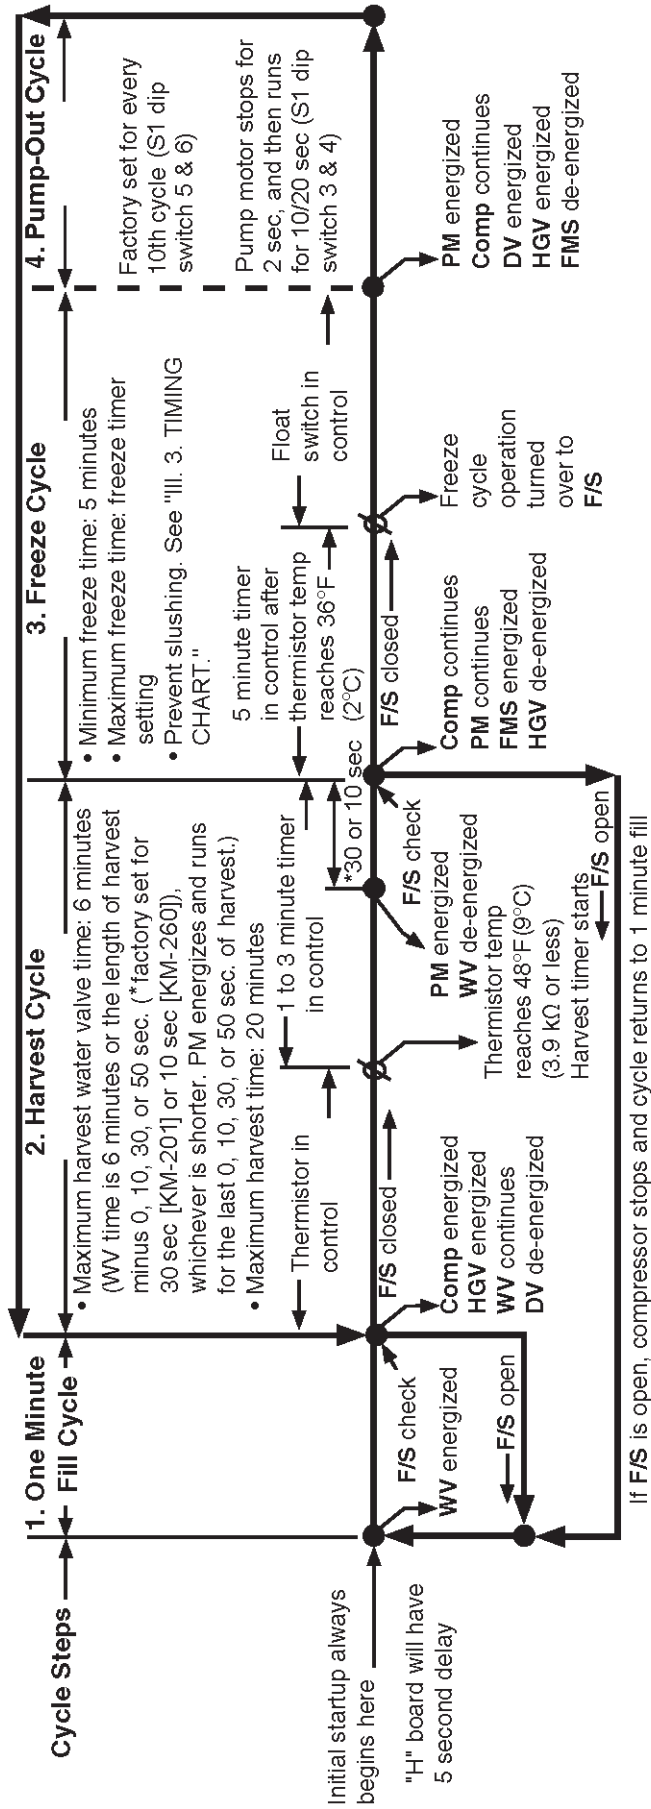 Cycle Steps
1. One Minute
Fill Cycle
2. Harvest Cycle
3. Freeze Cycle
4. Pump-Out Cycle
Initial startup always
begins here
"H" board will have
5 second delay
WV energized
F/S check
F/S open
• Maximum harvest water valve time: 6 minutes
(WV time is 6 minutes or the length of harvest
minus 0, 10, 30, or 50 sec. (*factory set for
30 sec [KM-201] or 10 sec [KM-260]),
whichever is shorter. PM energizes and runs
for the last 0, 10, 30, or 50 sec. of harvest.)
• Maximum harvest time: 20 minutes
Thermistor in
control
1 to 3 minute timer
in control
*30 or 10 sec
F/S closed
Comp energized
HGV energized
WV continues
DV de-energized
Thermistor temp
reaches 48°F(9°C)
(3.9 kΩ or less)
Harvest timer starts
PM energized
WV de-energized
F/S check
F/S open
• Minimum freeze time: 5 minutes
• Maximum freeze time: freeze timer
setting
• Prevent slushing. See "III. 3. TIMING
CHART."
5 minute timer
in control after
thermistor temp
reaches 36°F
(2°C)
Float
switch in
control
F/S closed
Comp continues
PM continues
FMS energized
HGV de-energized
Freeze
cycle
operation
turned
over to
F/S
Factory set for every
10th cycle (S1 dip
switch 5 & 6)
Pump motor stops for
2 sec, and then runs
for 10/20 sec (S1 dip
switch 3 & 4)
PM energized
Comp continues
DV energized
HGV energized
FMS de-energized
If F/S is open, compressor stops and cycle returns to 1 minute fill